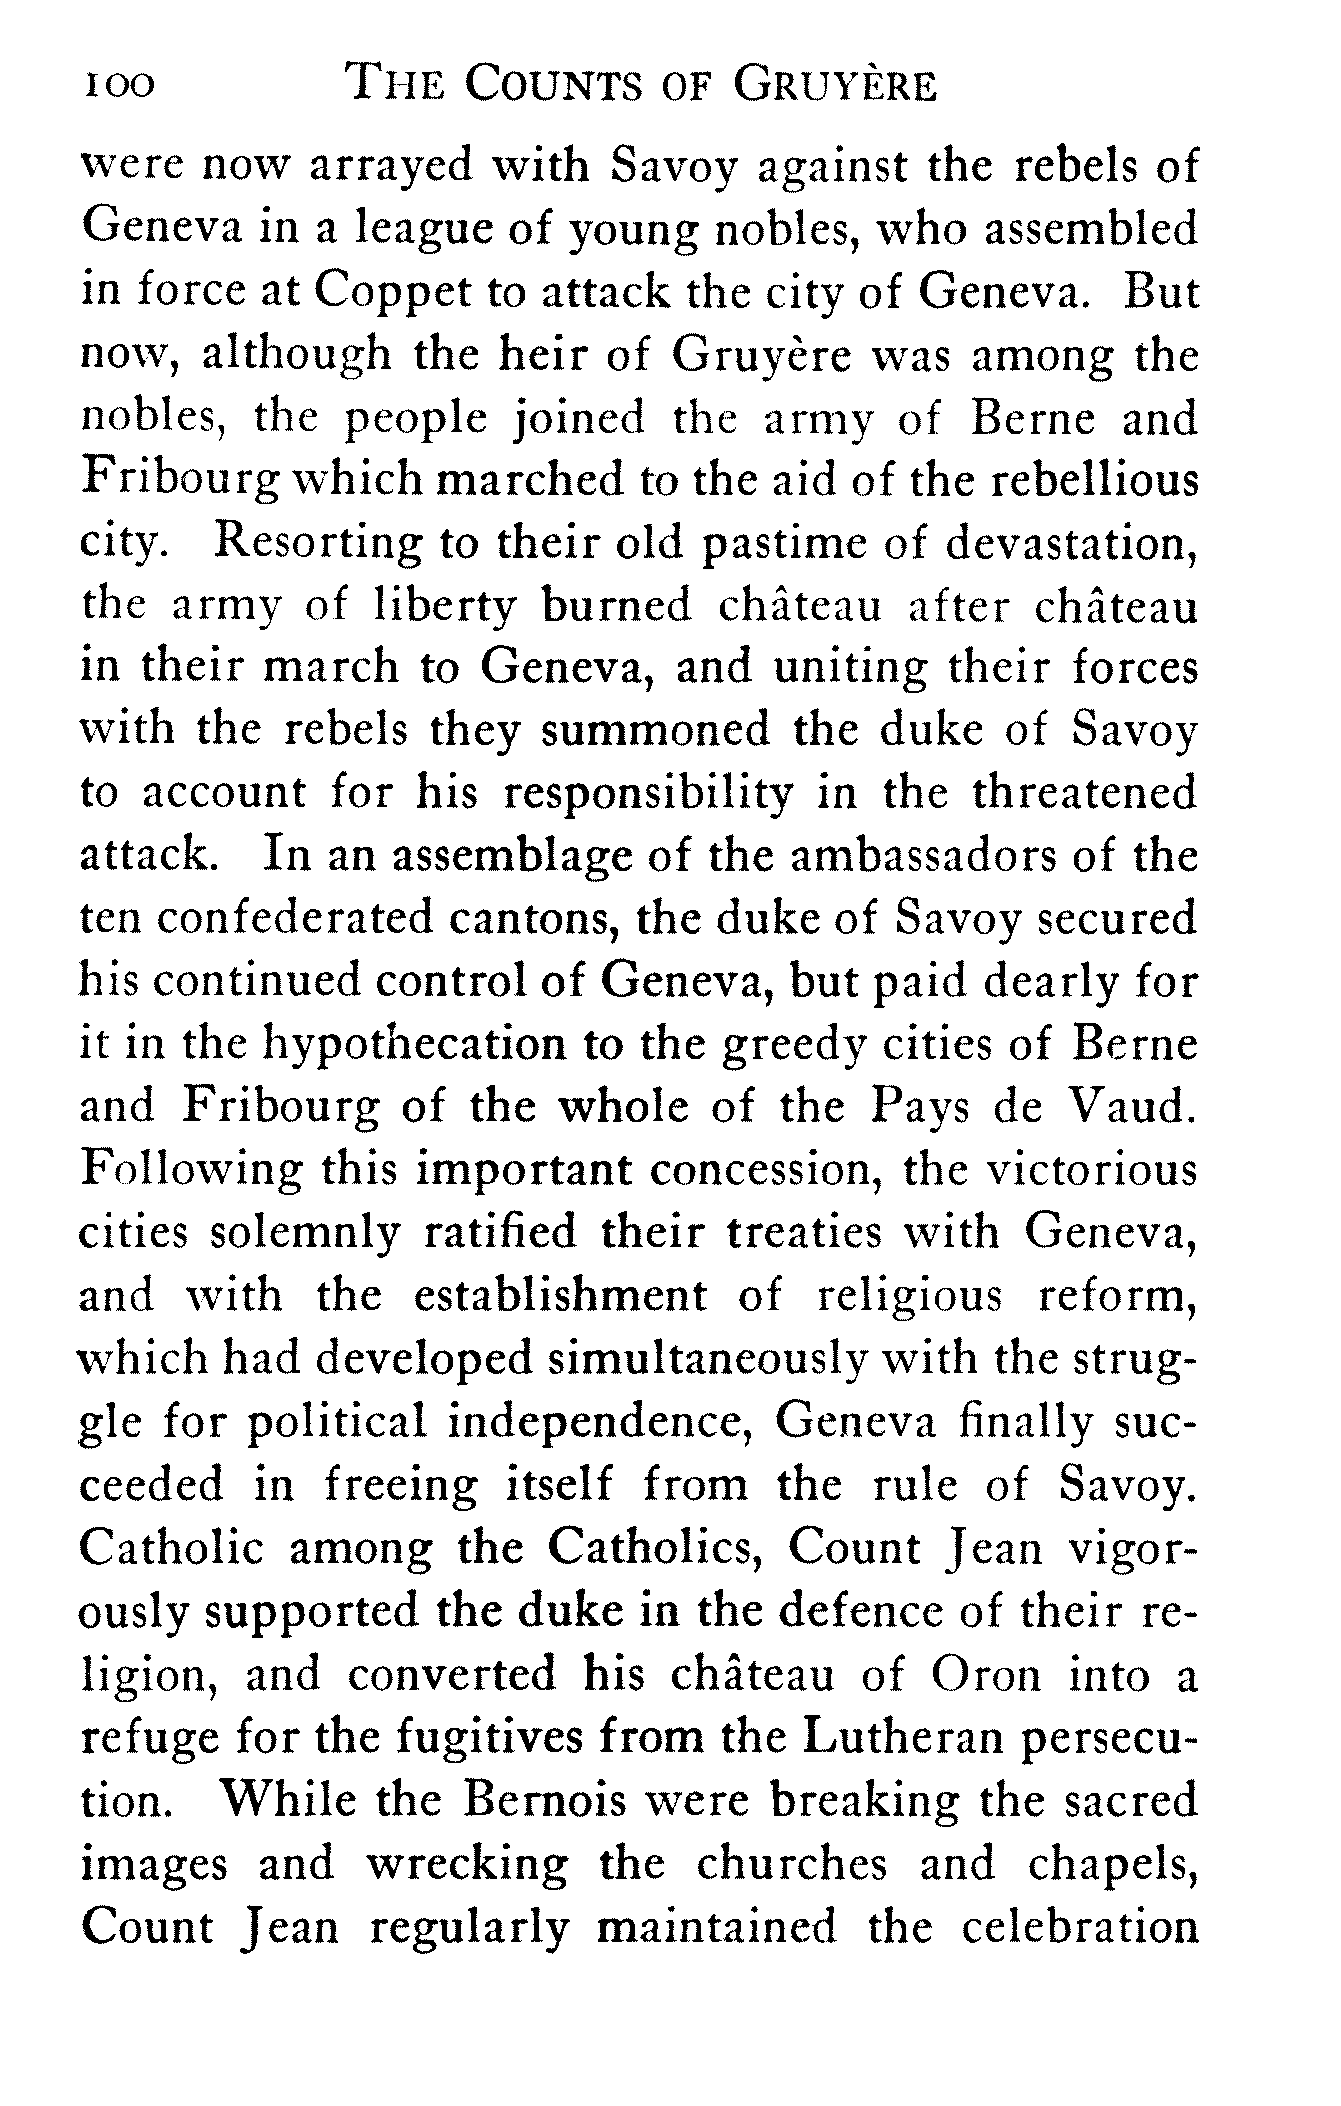 100 THE COUNTS OF GRUYÈRE
were now arrayed with Savoy against the rebels of
Geneva in a league of young nobles, who assembled
in force at Coppet to attack the city of Geneva. But
now, although the heir of Gruyère was among the
nobles, the people joined the army of Berne and
Fribourg which marched to the aid of the rebellious
city. Resorting to their old pastime of devastation,
the army of liberty burned château after château
in their march to Geneva, and uniting their forces
with the rebels they summoned the duke of Savoy
to account for his responsibility in the threatened
attack. In an assemblage of the ambassadors of the
ten confederated cantons, the duke of Savoy secured
his continued control of Geneva, but paid dearly for
it in the hypothecation to the greedy cities of Berne
and Fribourg of the whole of the Pays de Vaud.
Following this important concession, the victorious
cities solemnly ratified their treaties with Geneva,
and with the establishment of religious reform,
which had developed simultaneously with the strug-
gle for political independence, Geneva finally suc-
ceeded in freeing itself from the rule of Savoy.
Catholic among the Catholics, Count Jean vigor-
ously supported the duke in the defence of their re-
ligion, and converted his château of Oron into a
refuge for the fugitives from the Lutheran persecu-
tion. While the Bernois were breaking the sacred
images and wrecking the churches and chapels,
Count Jean regularly maintained the celebration